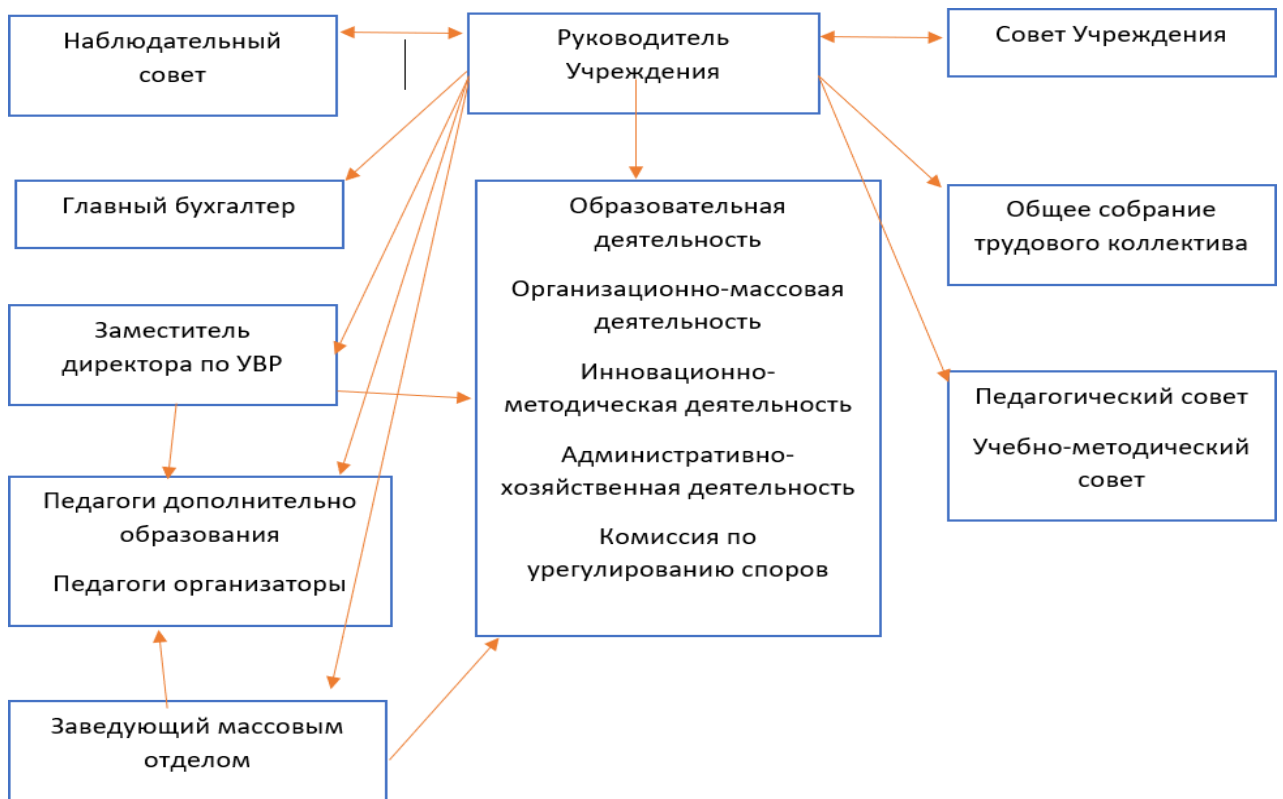 Наблюдательный
совет
Руководитель
Учреждения
Совет Учреждения
Главный бухгалтер
Образовательная
деятельность
Организационно-массовая
деятельность
Инновационно-
методическая деятельность
Административно-
хозяйственная деятельность
Комиссия по
урегулированию споров
Общее собрание
трудового коллектива
Заместитель
директора по УВР
Педагогический совет
Учебно-методический
совет
Педагоги дополнительно
образования
Педагоги организаторы
Заведующий массовым
отделом